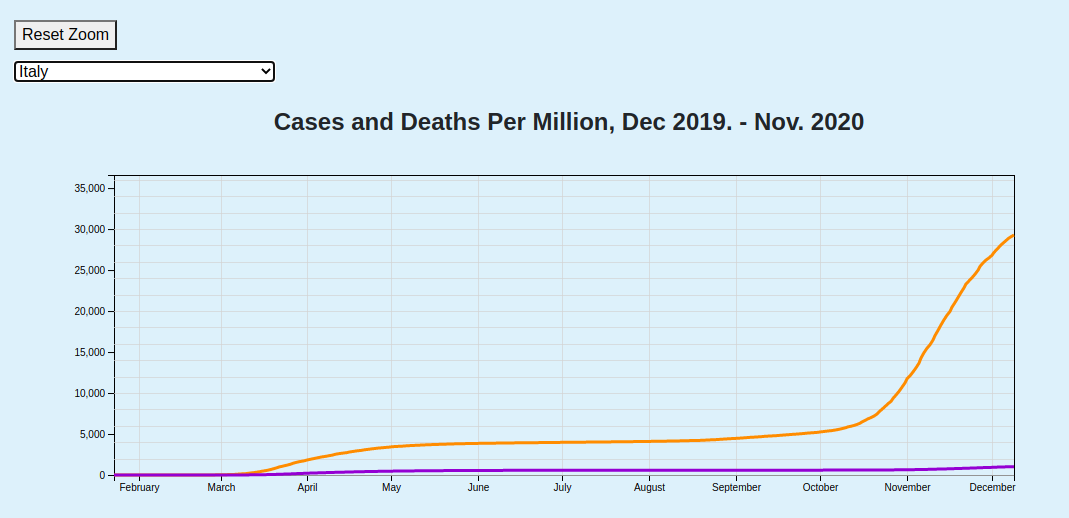 Reset Zoom
Italy
Cases and Deaths Per Million, Dec 2019. - Nov. 2020
35,000
30,000
25,000
20,000
15,000
10,000
5,000
0
February March April May June July August September October November December